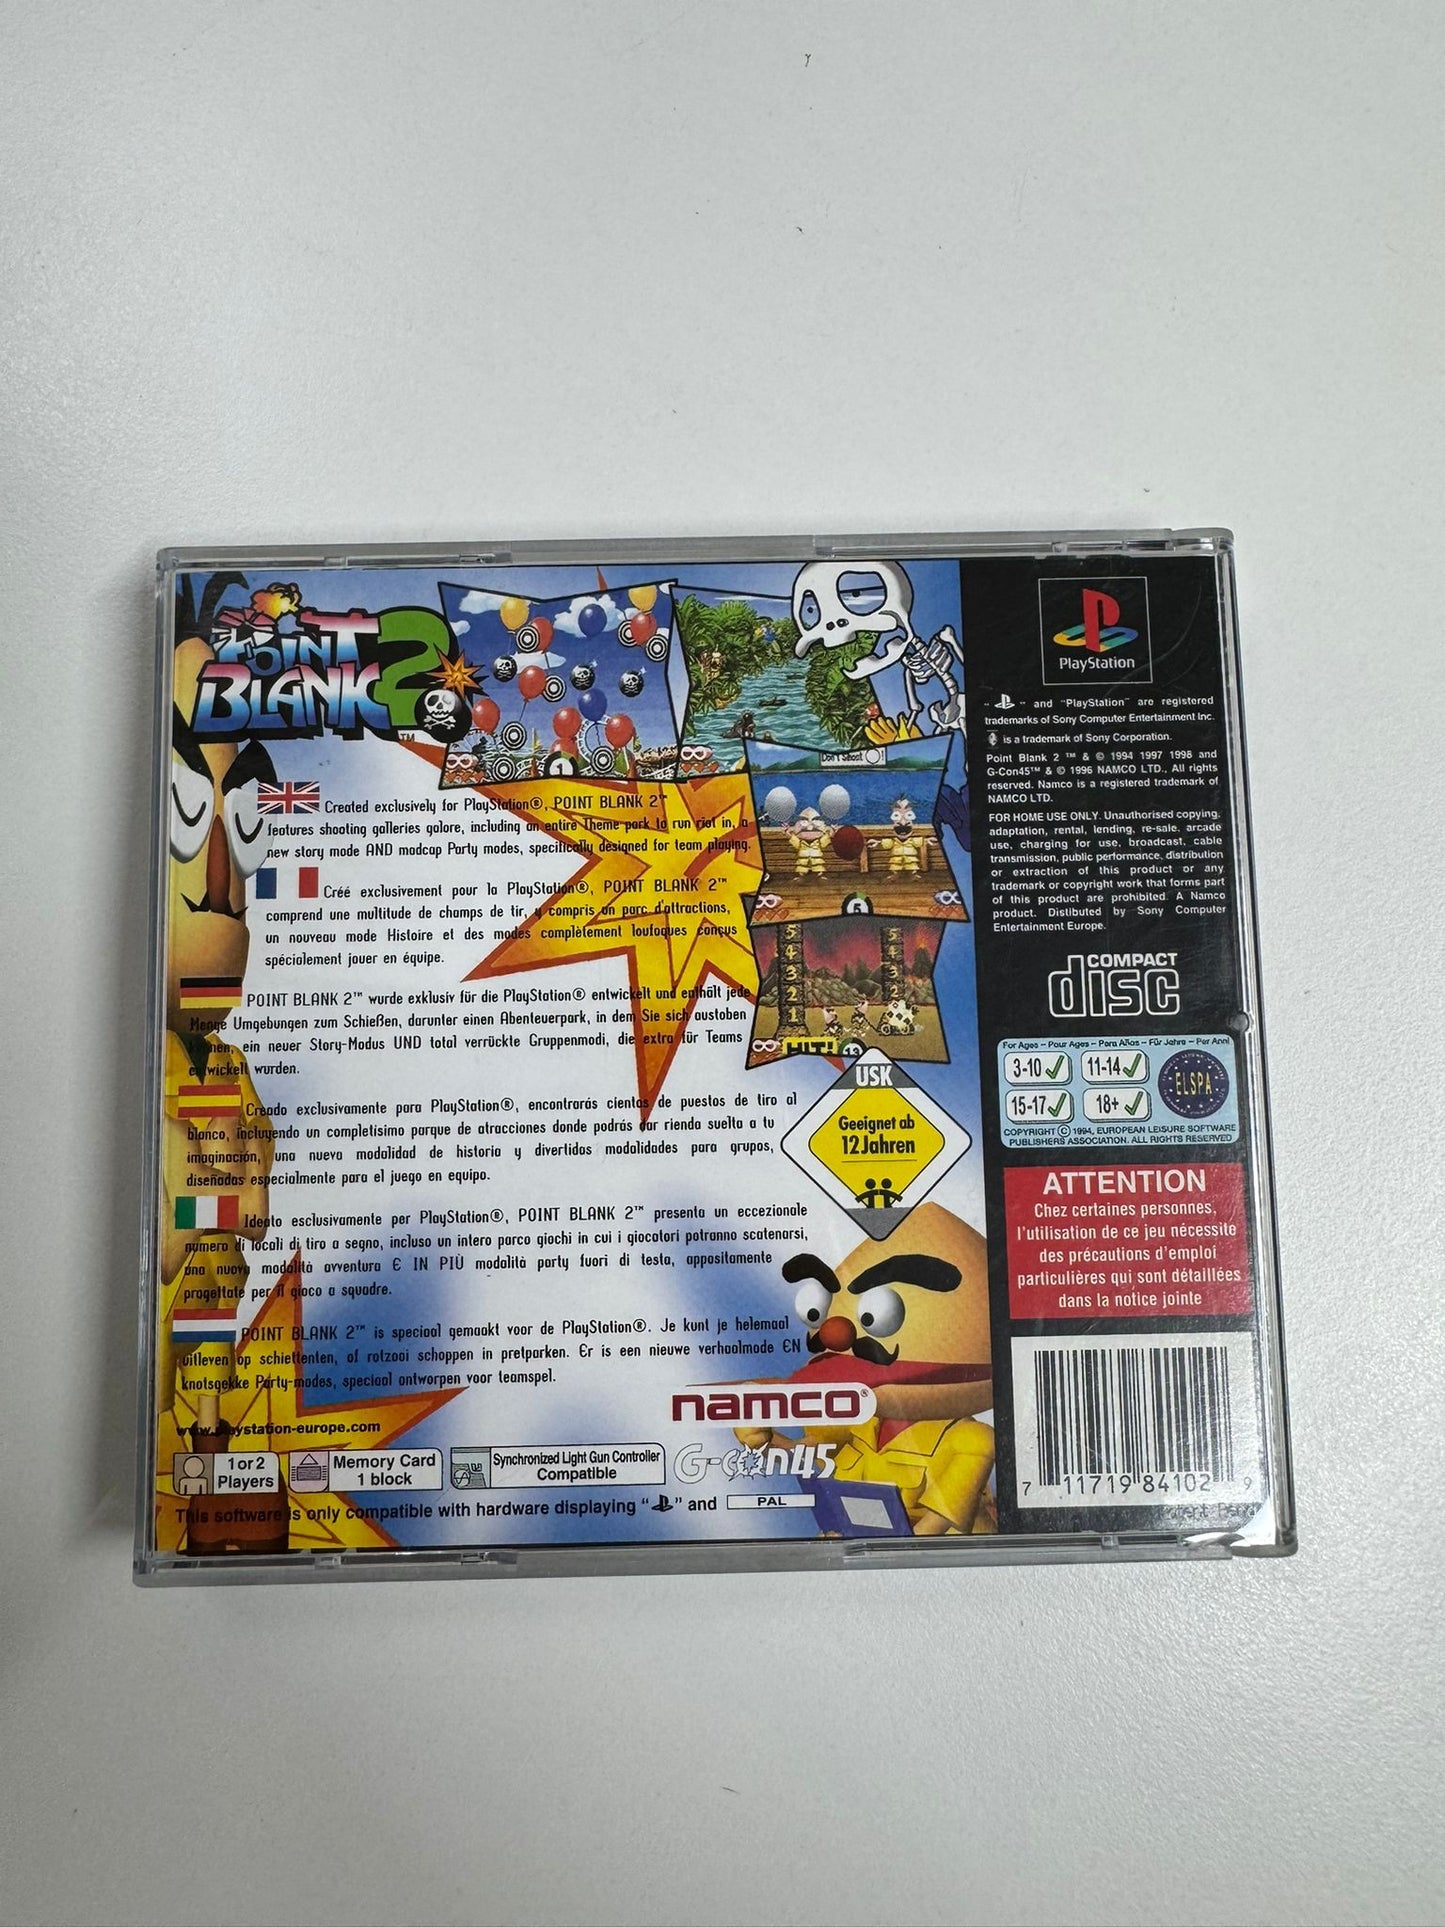 POINT
BLANK 2
™
Don't Shoot
1
5
5
4
3
2
1
5
4
3
2
HIT!
13
Created exclusively for PlayStation®, POINT BLANK 2™
features shooting galleries galore, including an entire Theme park to run riot in, a
new story mode AND madcap Party modes, specifically designed for team playing.
Créé exclusivement pour la PlayStation®, POINT BLANK 2™
comprend une multitude de champs de tir, y compris un parc d'attractions,
un nouveau mode Histoire et des modes complètement loufoques conçus
spécialement jouer en équipe.
POINT BLANK 2™ wurde exklusiv für die PlayStation® entwickelt und enthält jede
Menge Umgebungen zum Schießen, darunter einen Abenteuerpark, in dem Sie sich austoben
können, ein neuer Story-Modus UND total verrückte Gruppenmodi, die extra für Teams
entwickelt wurden.
Creado exclusivamente para PlayStation®, encontrarás cientos de puestos de tiro al
blanco, incluyendo un completísimo parque de atracciones donde podrás dar rienda suelta a tu
imaginación, una nueva modalidad de historia y divertidos modalidades para grupos,
diseñadas especialmente para el juego en equipo.
Ideato esclusivamente per PlayStation®, POINT BLANK 2™ presenta un eccezionale
numero di locali di tiro a segno, incluso un intero parco giochi in cui i giocatori potranno scatenarsi,
una nuova modalità avventura E IN PIÙ modalità party fuori di testa, appositamente
progettate per il gioco a squadre.
POINT BLANK 2™ is speciaal gemaakt voor de PlayStation®. Je kunt je helemaal
uitleven op schiettenten, of rotzooi schoppen in pretparken. Er is een nieuwe verhaalmode EN
knotsgekke Party-modes, speciaal ontworpen voor teamspel.
www.playstation-europe.com
1 or 2
Players
Memory Card
1 block
Synchronized Light Gun Controller
Compatible
namco®
G-con45
This software is only compatible with hardware displaying " " and PAL
USK
Geeignet ab
12 Jahren
PlayStation
" " and "PlayStation" are registered
trademarks of Sony Computer Entertainment Inc.
is a trademark of Sony Corporation.
Point Blank 2 ™ & © 1994 1997 1998 and
G-Con45™ & © 1996 NAMCO LTD., All rights
reserved. Namco is a registered trademark of
NAMCO LTD.
FOR HOME USE ONLY. Unauthorised copying,
adaptation, rental, lending, re-sale, arcade
use, charging for use, broadcast, cable
transmission, public performance, distribution
or extraction of this product or any
trademark or copyright work that forms part
of this product are prohibited. A Namco
product. Distibuted by Sony Computer
Entertainment Europe.
COMPACT
disc
For Ages – Pour Ages – Para Años – Für Jahre – Per Anni
3-10 11-14
15-17 18+
ELSPA
COPYRIGHT © 1994, EUROPEAN LEISURE SOFTWARE
PUBLISHERS ASSOCIATION. ALL RIGHTS RESERVED
ATTENTION
Chez certaines personnes,
l'utilisation de ce jeu nécessite
des précautions d'emploi
particulières qui sont détaillées
dans la notice jointe
7 11719 84102 9
Patent Pend